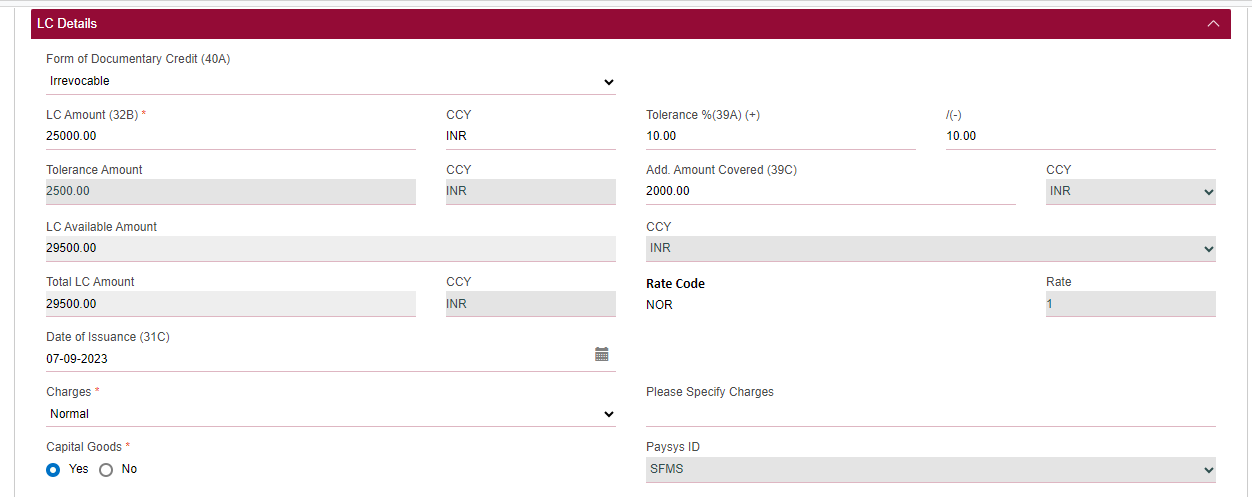 LC Details
Form of Documentary Credit (40A)
Irrevocable
LC Amount (32B) * CCY Tolerance %(39A) (+) /(-)
25000.00 INR 10.00 10.00
Tolerance Amount CCY Add. Amount Covered (39C) CCY
2500.00 INR 2000.00 INR
LC Available Amount CCY
29500.00 INR
Total LC Amount CCY Rate Code Rate
29500.00 INR NOR 1
Date of Issuance (31C)
07-09-2023
Charges * Please Specify Charges
Normal
Capital Goods * Paysys ID
Yes No SFMS